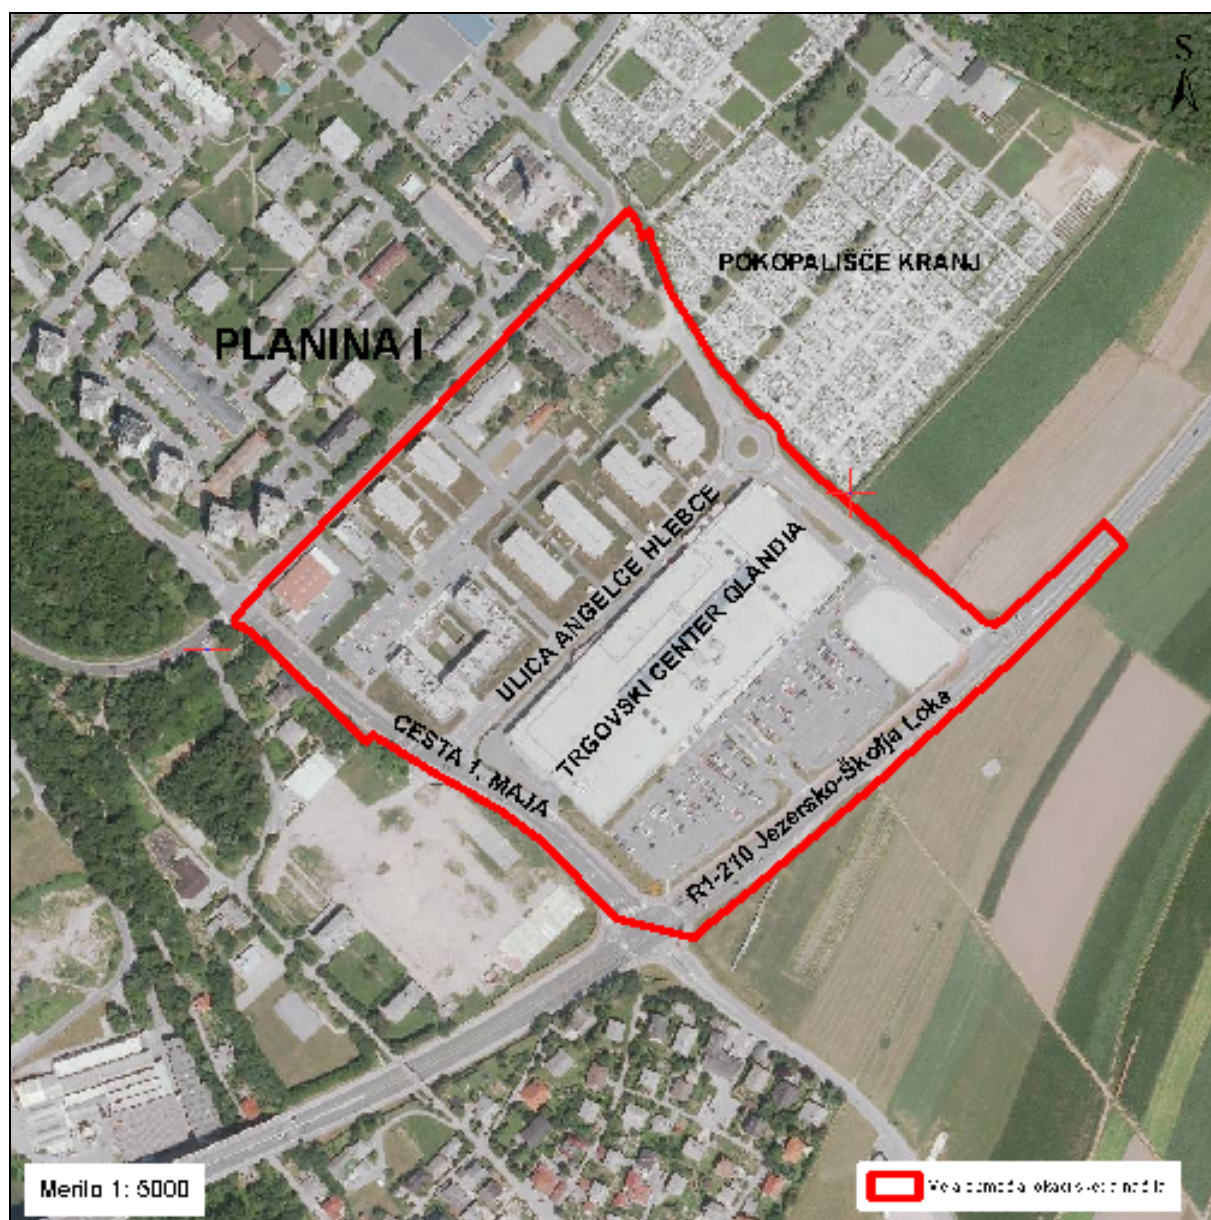 S
POKOPALIŠČE KRANJ
PLANINA I
ULICA ANGELCE HLEBCE
TRGOVSKI CENTER QLANDIA
CESTA 1. MAJA
R1-210 Jezersko-Škofja Loka
Merilo 1: 5000